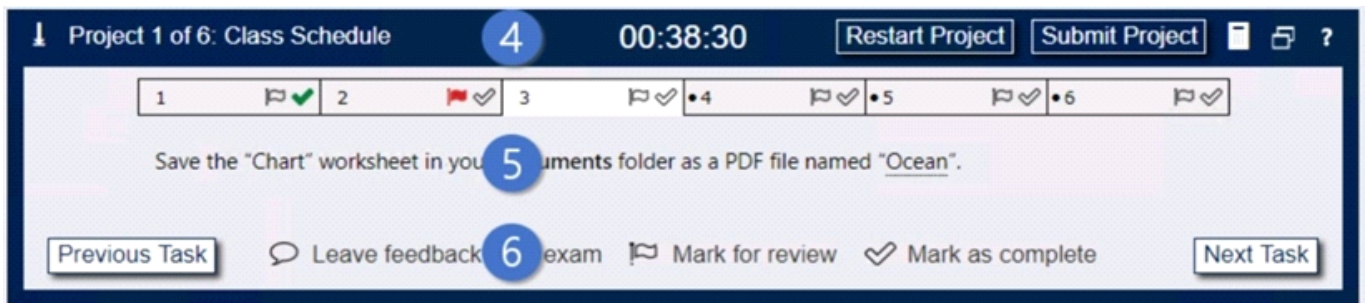 Project 1 of 6: Class Schedule 4 00:38:30 Restart Project Submit Project ?
1 2 3 •4 •5 •6
Save the "Chart" worksheet in you 5 uments folder as a PDF file named "Ocean".
Previous Task Leave feedback 6 exam Mark for review Mark as complete Next Task